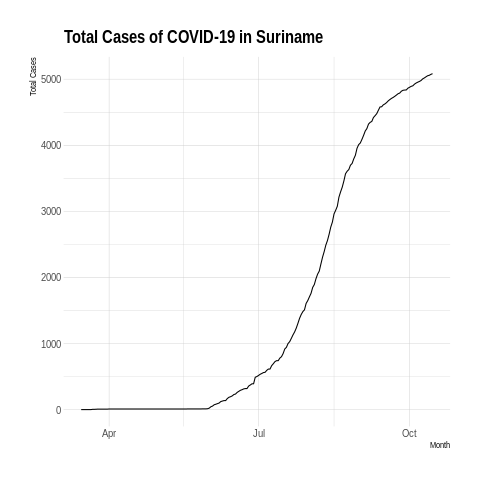 Total Cases of COVID-19 in Suriname
Total Cases
5000
4000
3000
2000
1000
0
Apr Jul Oct
Month